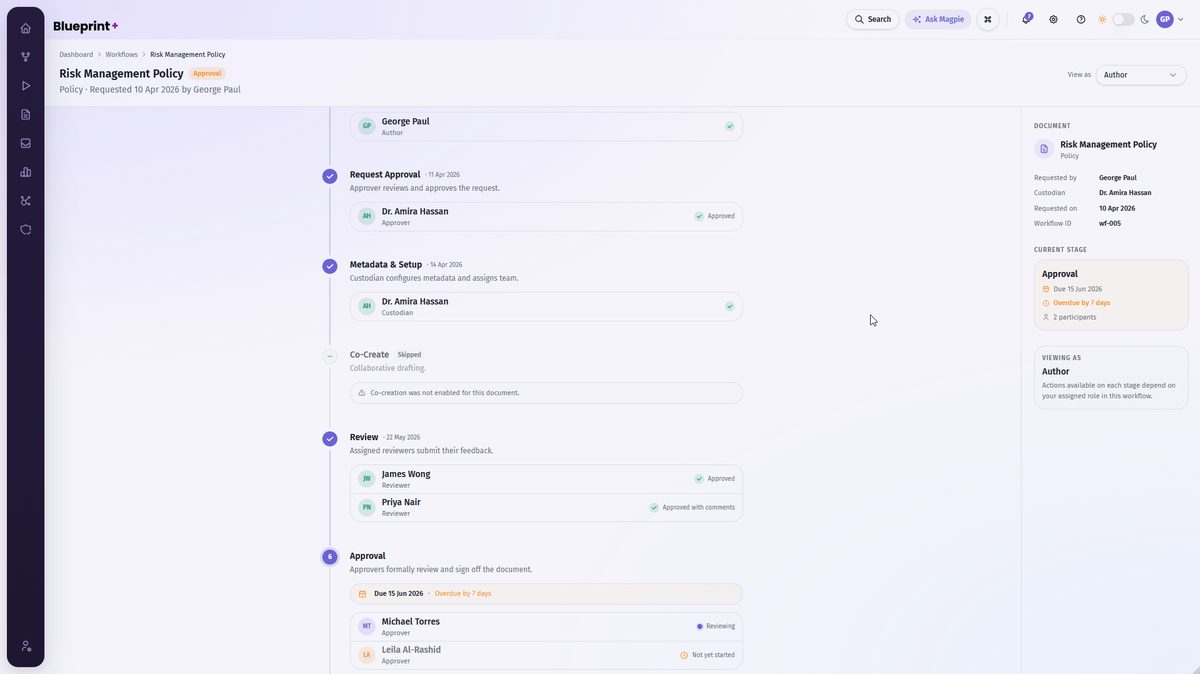 Blueprint+
Search
Ask Magpie
7
GP
Dashboard > Workflows > Risk Management Policy
Risk Management Policy Approval
Policy · Requested 10 Apr 2026 by George Paul
View as Author
GP George Paul
Author
Request Approval · 11 Apr 2026
Approver reviews and approves the request.
AH Dr. Amira Hassan
Approver
Approved
Metadata & Setup · 14 Apr 2026
Custodian configures metadata and assigns team.
AH Dr. Amira Hassan
Custodian
Co-Create Skipped
Collaborative drafting.
Co-creation was not enabled for this document.
Review · 22 May 2026
Assigned reviewers submit their feedback.
JW James Wong
Reviewer
Approved
PN Priya Nair
Reviewer
Approved with comments
6 Approval
Approvers formally review and sign off the document.
Due 15 Jun 2026 · Overdue by 7 days
MT Michael Torres
Approver
Reviewing
LA Leila Al-Rashid
Approver
Not yet started
DOCUMENT
Risk Management Policy
Policy
Requested by George Paul
Custodian Dr. Amira Hassan
Requested on 10 Apr 2026
Workflow ID wf-005
CURRENT STAGE
Approval
Due 15 Jun 2026
Overdue by 7 days
2 participants
VIEWING AS
Author
Actions available on each stage depend on
your assigned role in this workflow.